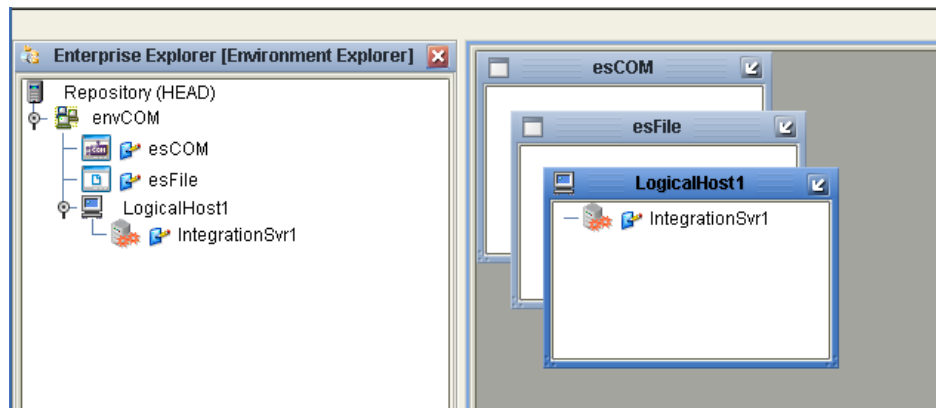 Enterprise Explorer [Environment Explorer]
Repository (HEAD)
envCOM
esCOM
esFile
LogicalHost1
IntegrationSvr1
esCOM
esFile
LogicalHost1
IntegrationSvr1